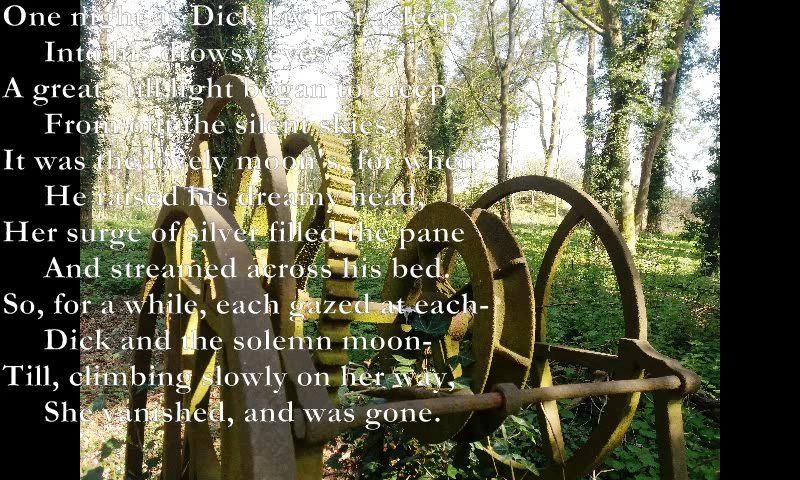 One night as Dick lay fast asleep
Into his drowsy eyes
A great still light began to creep
From out the silent skies.
It was the lovely moon's, for when
He raised his dreamy head,
Her surge of silver filled the pane
And streamed across his bed.
So, for a while, each gazed at each-
Dick and the solemn moon-
Till, climbing slowly on her way,
She vanished, and was gone.